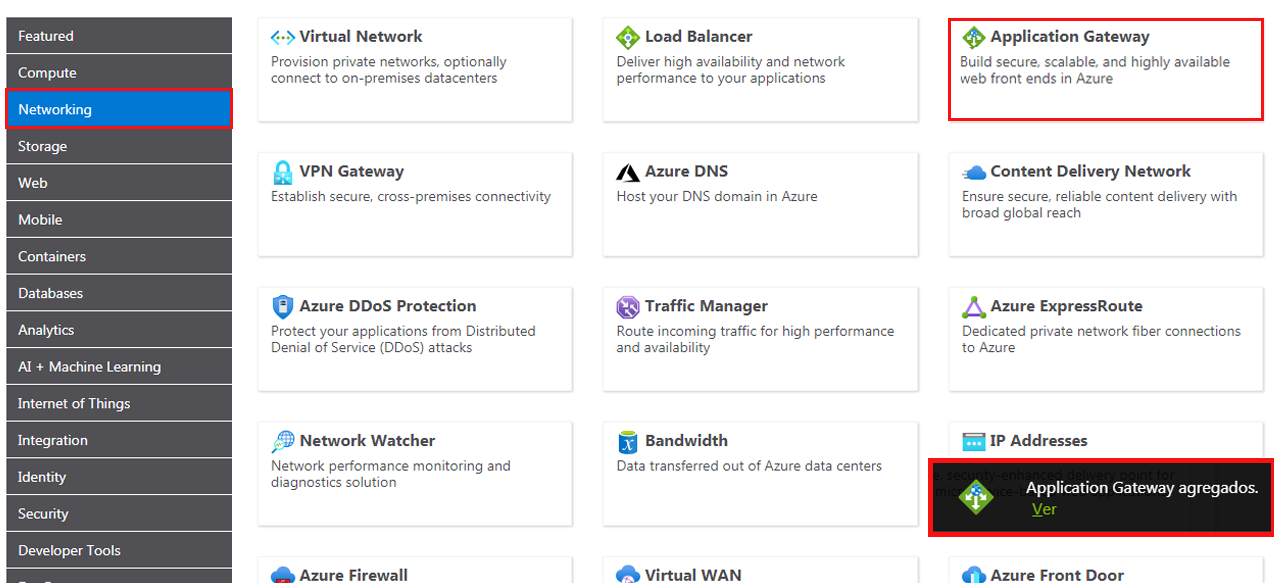 Featured
Compute
Networking
Storage
Web
Mobile
Containers
Databases
Analytics
AI + Machine Learning
Internet of Things
Integration
Identity
Security
Developer Tools
Virtual Network
Provision private networks, optionally
connect to on-premises datacenters
Load Balancer
Deliver high availability and network
performance to your applications
Application Gateway
Build secure, scalable, and highly available
web front ends in Azure
VPN Gateway
Establish secure, cross-premises connectivity
Azure DNS
Host your DNS domain in Azure
Content Delivery Network
Ensure secure, reliable content delivery with
broad global reach
Azure DDoS Protection
Protect your applications from Distributed
Denial of Service (DDoS) attacks
Traffic Manager
Route incoming traffic for high performance
and availability
Azure ExpressRoute
Dedicated private network fiber connections
to Azure
Network Watcher
Network performance monitoring and
diagnostics solution
Bandwidth
Data transferred out of Azure data centers
IP Addresses
security-enhanced delivery point for
Application Gateway agregados.
Ver
Azure Firewall
Virtual WAN
Azure Front Door